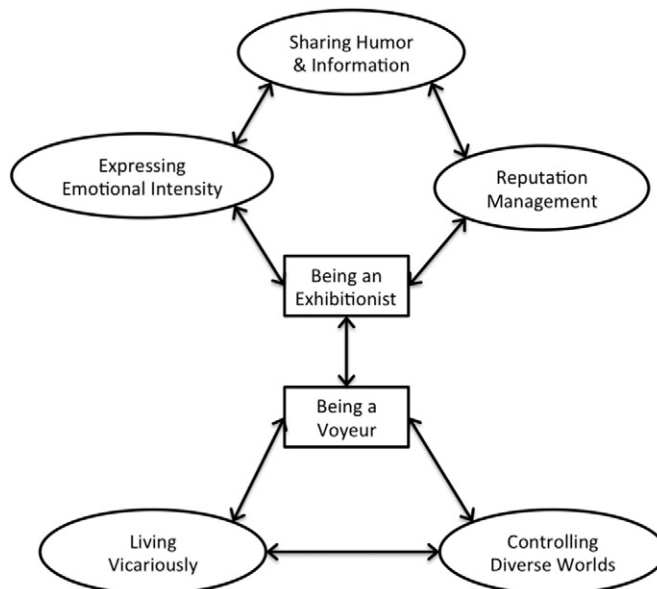 Sharing Humor
& Information
Expressing
Emotional Intensity
Reputation
Management
Being an
Exhibitionist
Being a
Voyeur
Living
Vicariously
Controlling
Diverse Worlds